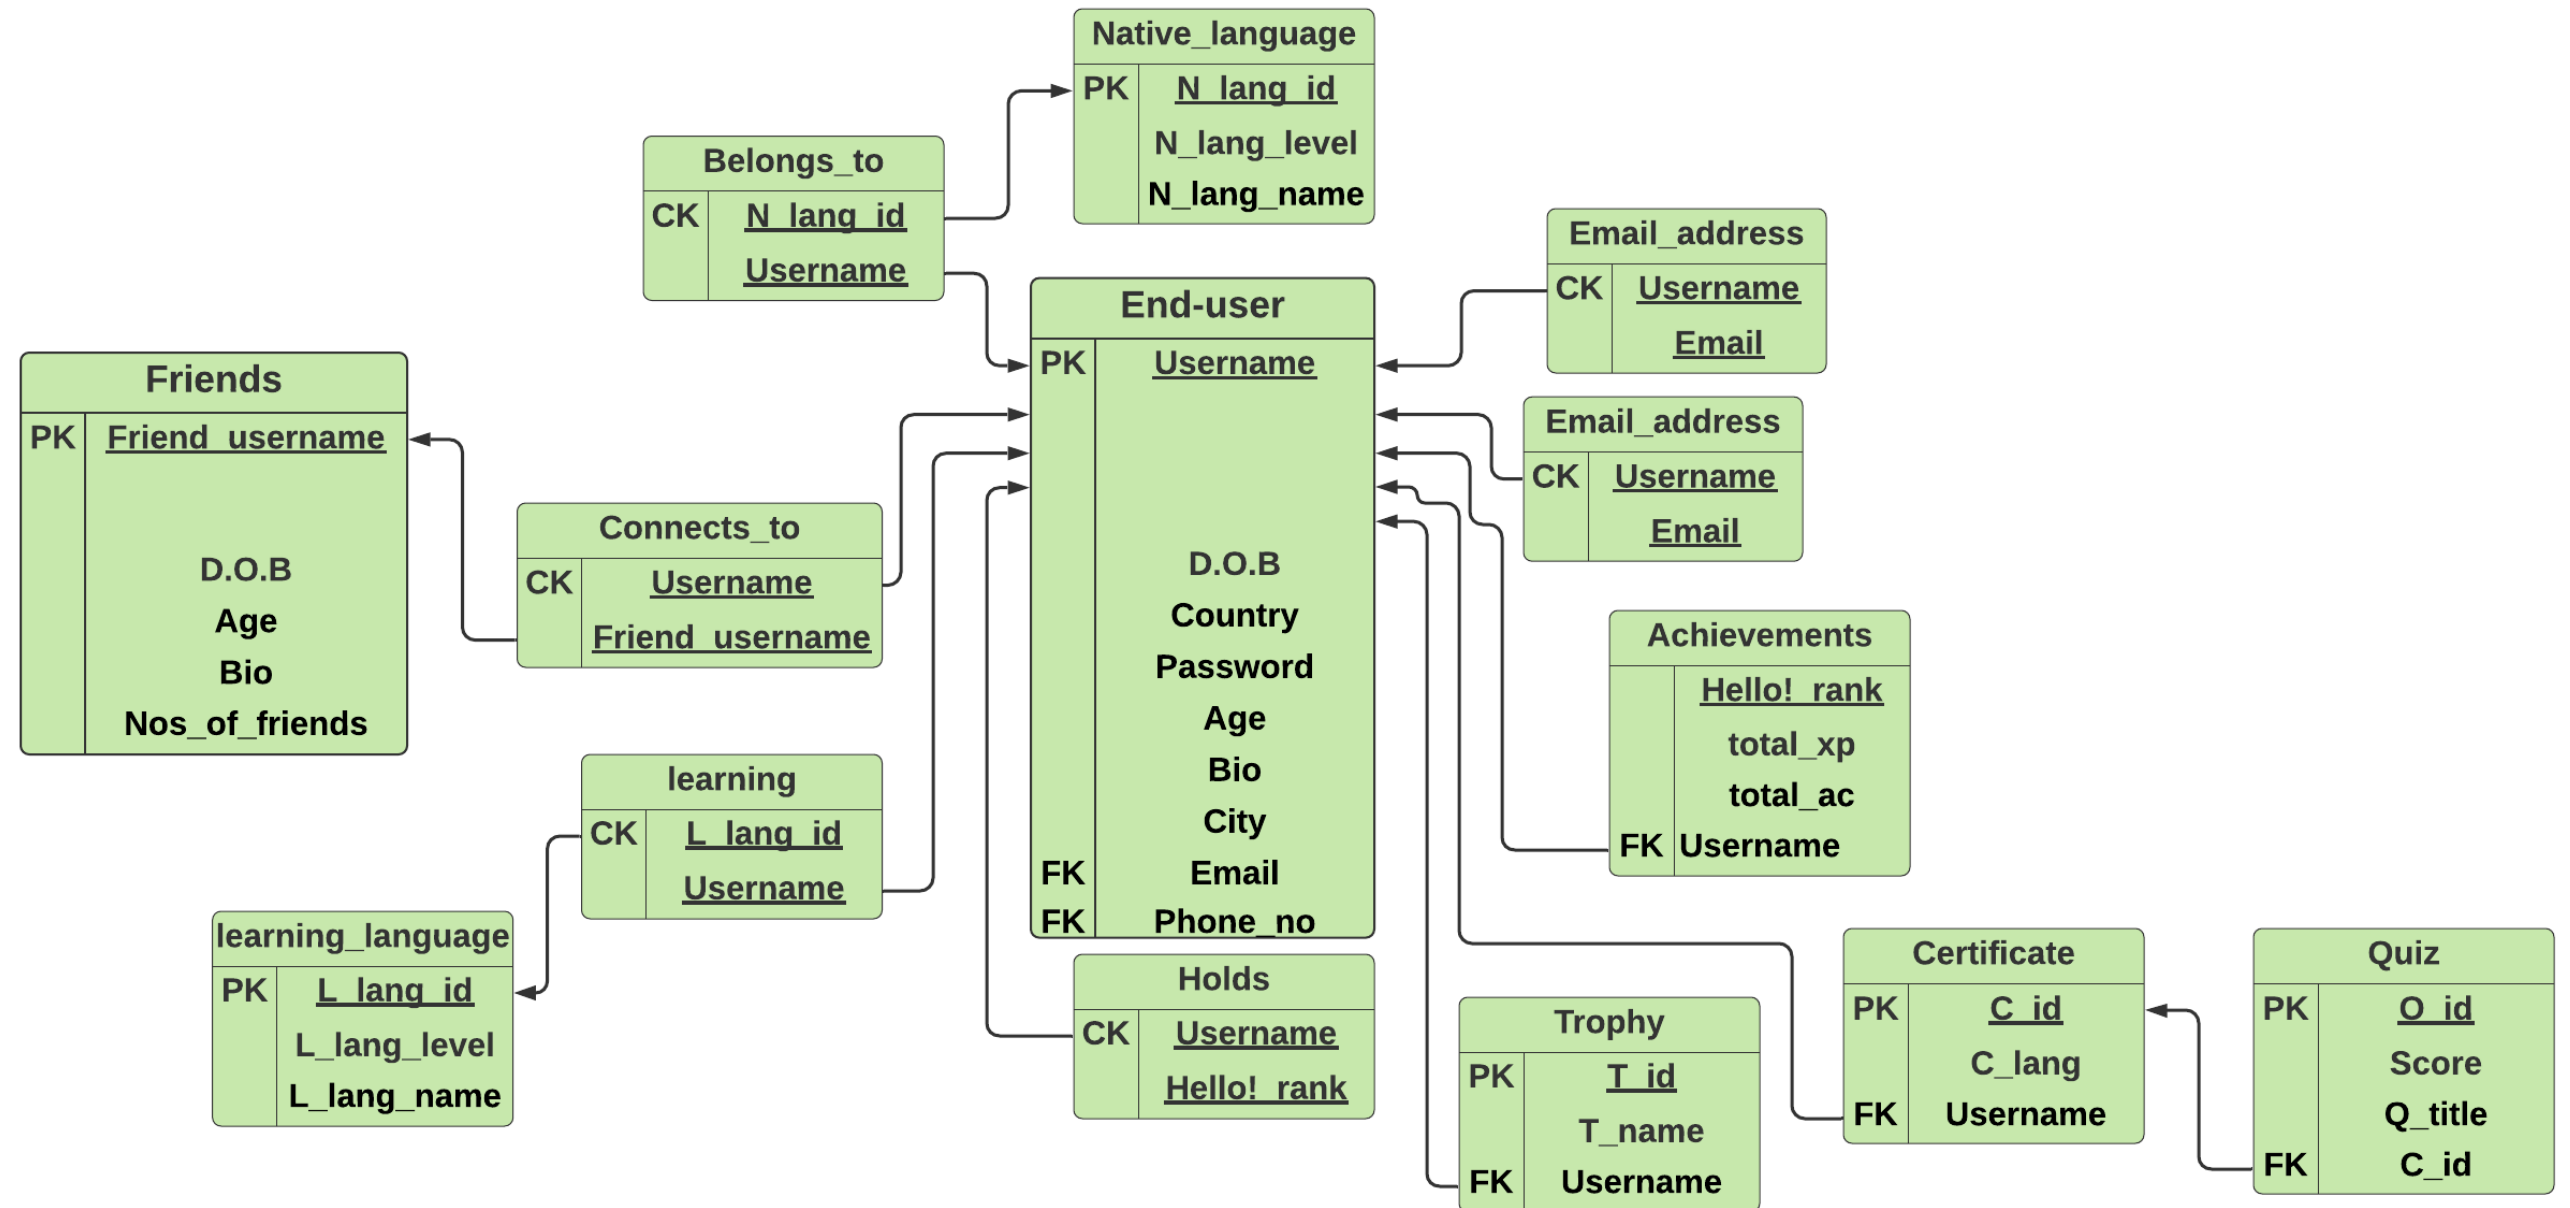 Native_language
PK N_lang_id
N_lang_level
N_lang_name
Belongs_to
CK N_lang_id
Username
Email_address
CK Username
Email
End-user
PK Username
D.O.B
Country
Password
Age
Bio
City
FK Email
FK Phone_no
Friends
PK Friend_username
D.O.B
Age
Bio
Nos_of_friends
Email_address
CK Username
Email
Connects_to
CK Username
Friend_username
Achievements
Hello!_rank
total_xp
total_ac
FK Username
learning
CK L_lang_id
Username
learning_language
PK L_lang_id
L_lang_level
L_lang_name
Holds
CK Username
Hello!_rank
Trophy
PK T_id
T_name
FK Username
Certificate
PK C_id
C_lang
FK Username
Quiz
PK Q_id
Score
Q_title
FK C_id